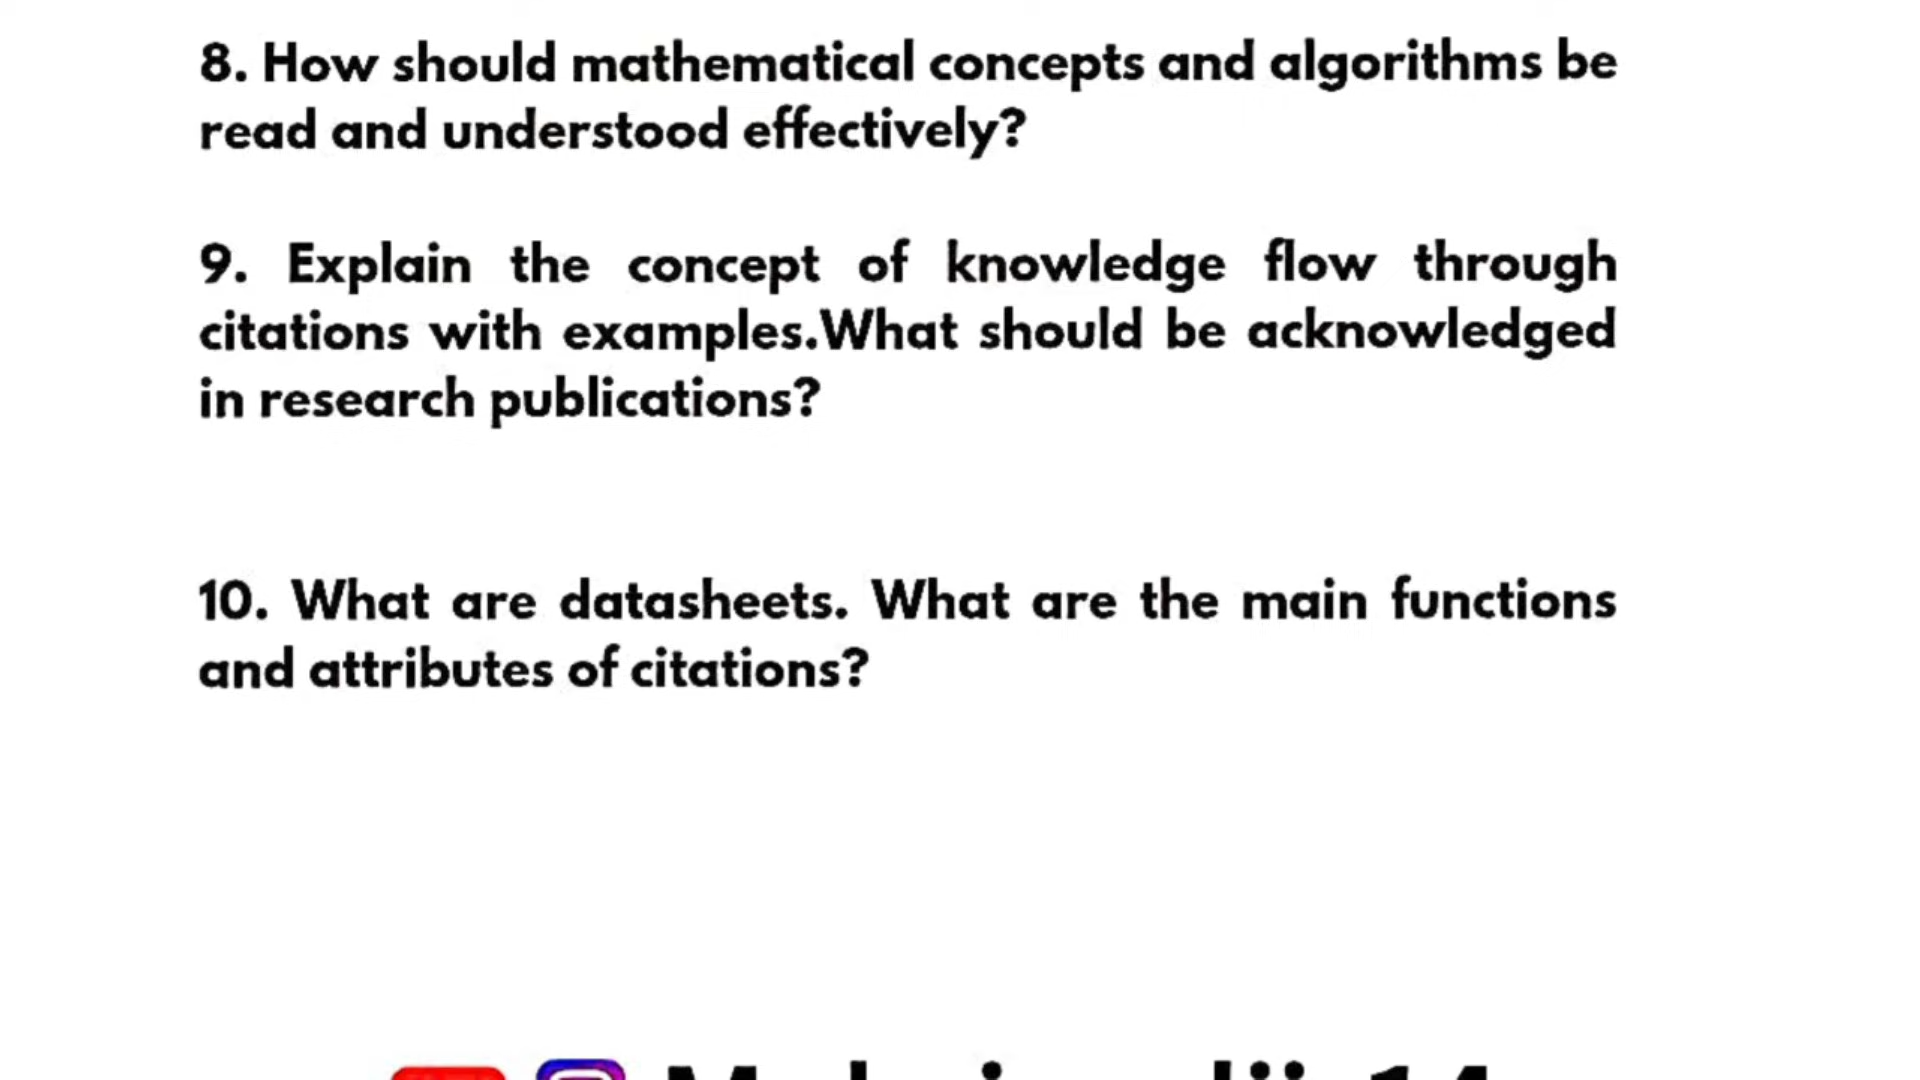 8. How should mathematical concepts and algorithms be
read and understood effectively?
9. Explain the concept of knowledge flow through
citations with examples.What should be acknowledged
in research publications?
10. What are datasheets. What are the main functions
and attributes of citations?